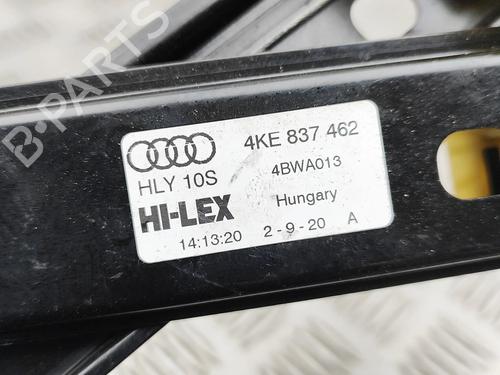 B-PARTS
4KE 837 462
HLY 10S 4BWA013
HI-LEX Hungary
14:13:20 2-9-20 A